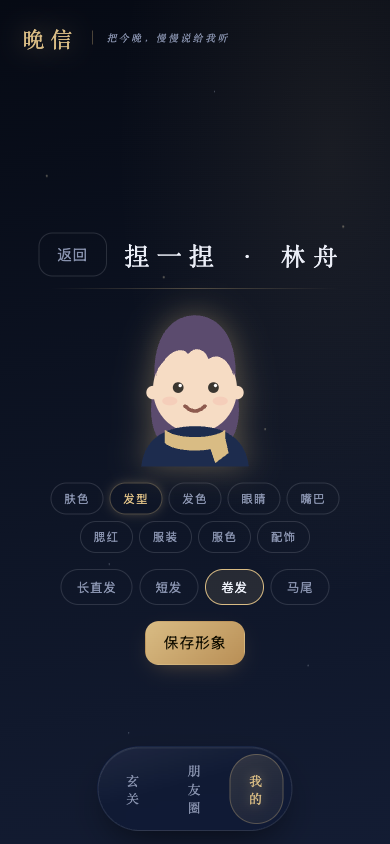 晚信 把今晚，慢慢说给我听
返回 捏一捏 · 林舟
肤色 发型 发色 眼睛 嘴巴
腮红 服装 服色 配饰
长直发 短发 卷发 马尾
保存形象
玄关 朋友圈 我的